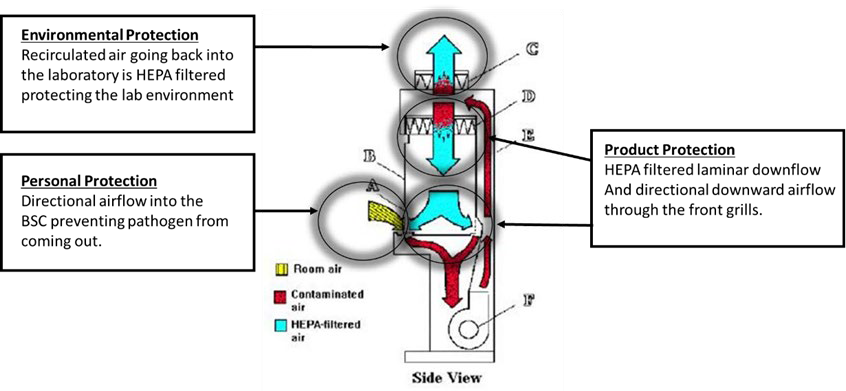 Environmental Protection
Recirculated air going back into
the laboratory is HEPA filtered
protecting the lab environment
Personal Protection
Directional airflow into the
BSC preventing pathogen from
coming out.
C
D
E
B
A
F
Product Protection
HEPA filtered laminar downflow
And directional downward airflow
through the front grills.
Room air
Contaminated
air
HEPA-filtered
air
Side View